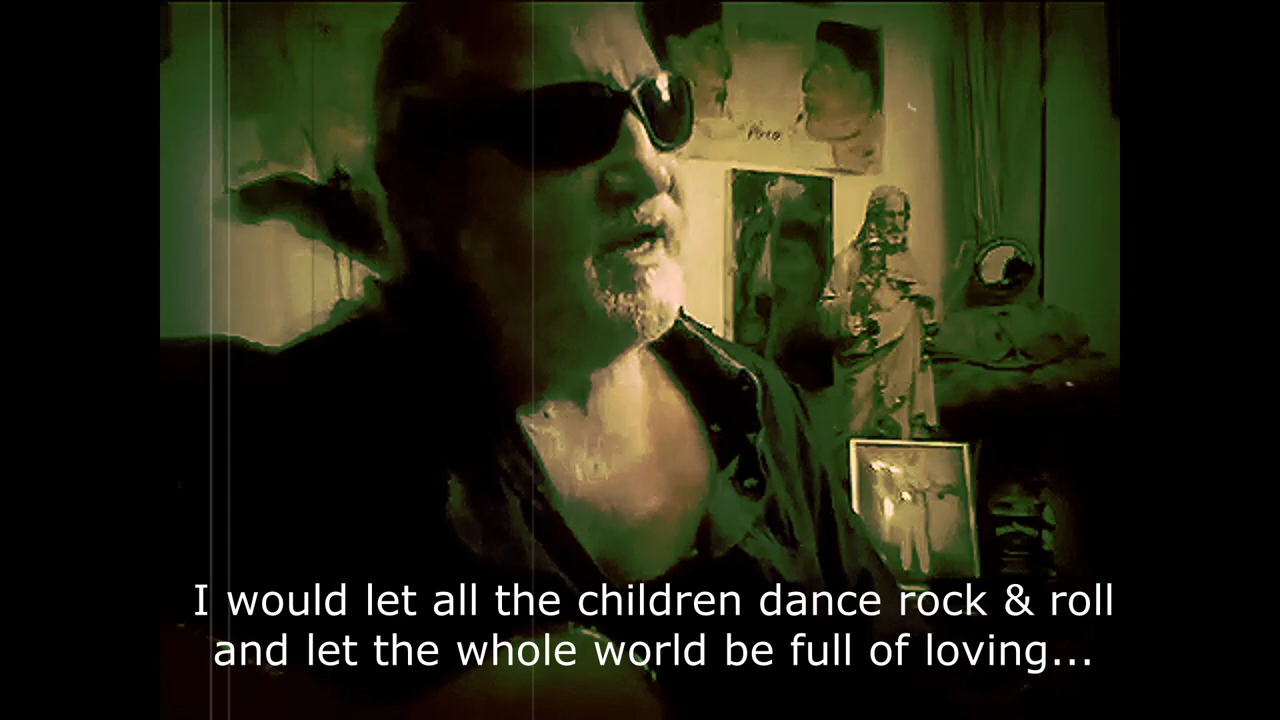 I would let all the children dance rock & roll
and let the whole world be full of loving...